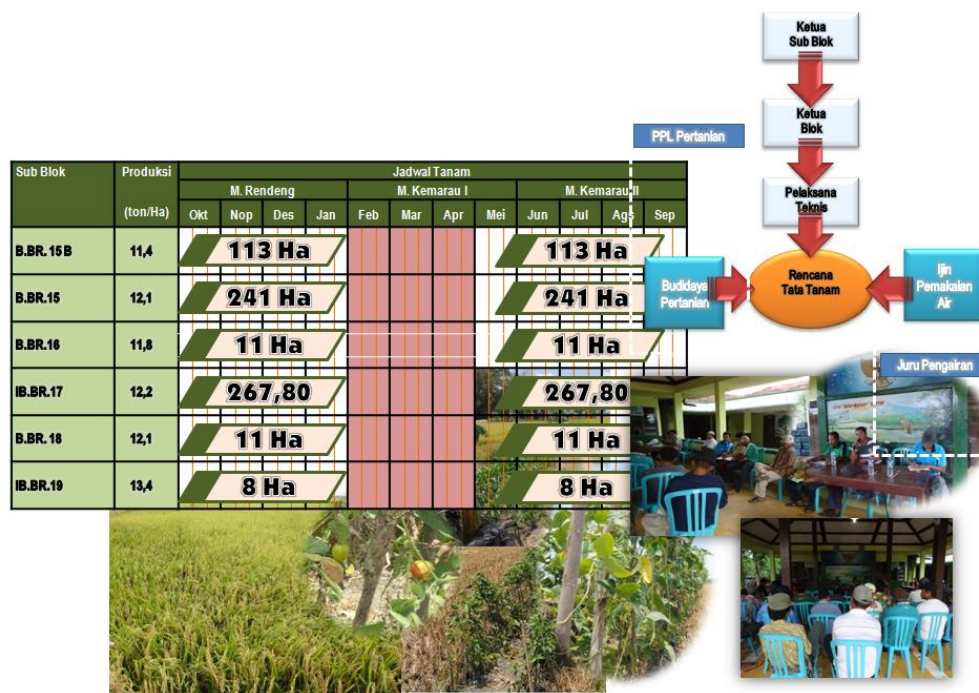 Ketua
Sub Blok
Ketua
Blok
PPL Pertanian
Pelaksana
Teknis
Budidaya
Pertanian
Rencana
Tata Tanam
Ijin
Pemakaian
Air
Juru Pengairan
Sub Blok Produksi Jadwal Tanam
(ton/Ha) M. Rendeng M. Kemarau I M. Kemarau II
Okt Nop Des Jan Feb Mar Apr Mei Jun Jul Ags Sep
B.BR. 15 B 11,4 113 Ha 113 Ha
B.BR.15 12,1 241 Ha 241 Ha
B.BR.16 11,8 11 Ha 11 Ha
IB.BR.17 12,2 267,80 267,80
B.BR. 18 12,1 11 Ha 11 Ha
IB.BR.19 13,4 8 Ha 8 Ha